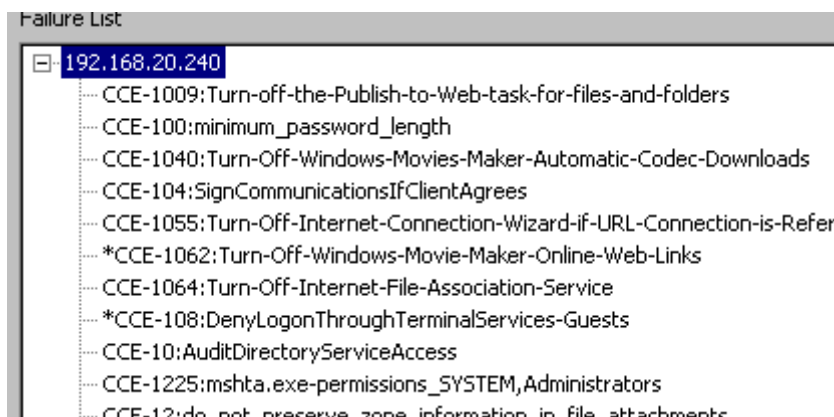 Failure List
192.168.20.240
CCE-1009:Turn-off-the-Publish-to-Web-task-for-files-and-folders
CCE-100:minimum_password_length
CCE-1040:Turn-Off-Windows-Movies-Maker-Automatic-Codec-Downloads
CCE-104:SignCommunicationsIfClientAgrees
CCE-1055:Turn-Off-Internet-Connection-Wizard-if-URL-Connection-is-Refer
*CCE-1062:Turn-Off-Windows-Movie-Maker-Online-Web-Links
CCE-1064:Turn-Off-Internet-File-Association-Service
*CCE-108:DenyLogonThroughTerminalServices-Guests
CCE-10:AuditDirectoryServiceAccess
CCE-1225:mshta.exe-permissions_SYSTEM,Administrators
CCE-12:do_not_preserve_zone_information_in_file_attachments